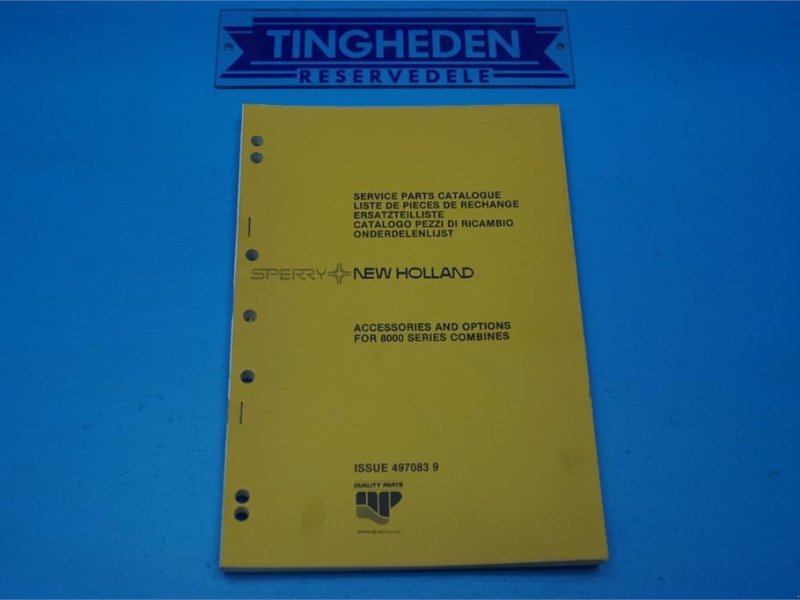 TINGHEDEN
RESERVEDELE
SERVICE PARTS CATALOGUE
LISTE DE PIECES DE RECHANGE
ERSATZTEILLISTE
CATALOGO PEZZI DI RICAMBIO
ONDERDELENLIJST
SPERRY NEW HOLLAND
ACCESSORIES AND OPTIONS
FOR 8000 SERIES COMBINES
ISSUE 497083 9
QUALITY PARTS